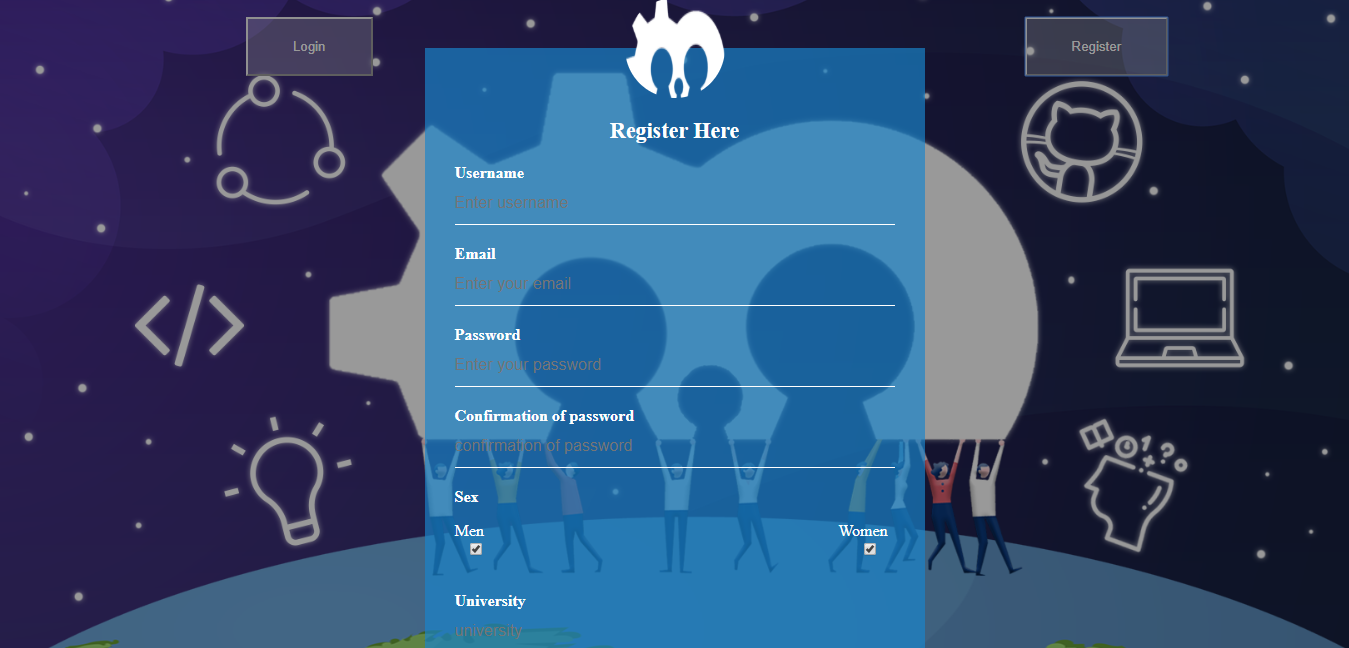 Login
Register
Register Here
Username
Enter username
Email
Enter your email
Password
Enter your password
Confirmation of password
confirmation of password
Sex
Men
Women
University
university